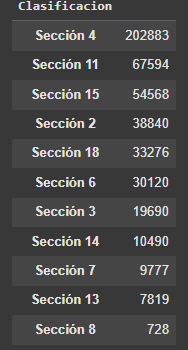 Clasificacion
Sección 4 202883
Sección 11 67594
Sección 15 54568
Sección 2 38840
Sección 18 33276
Sección 6 30120
Sección 3 19690
Sección 14 10490
Sección 7 9777
Sección 13 7819
Sección 8 728